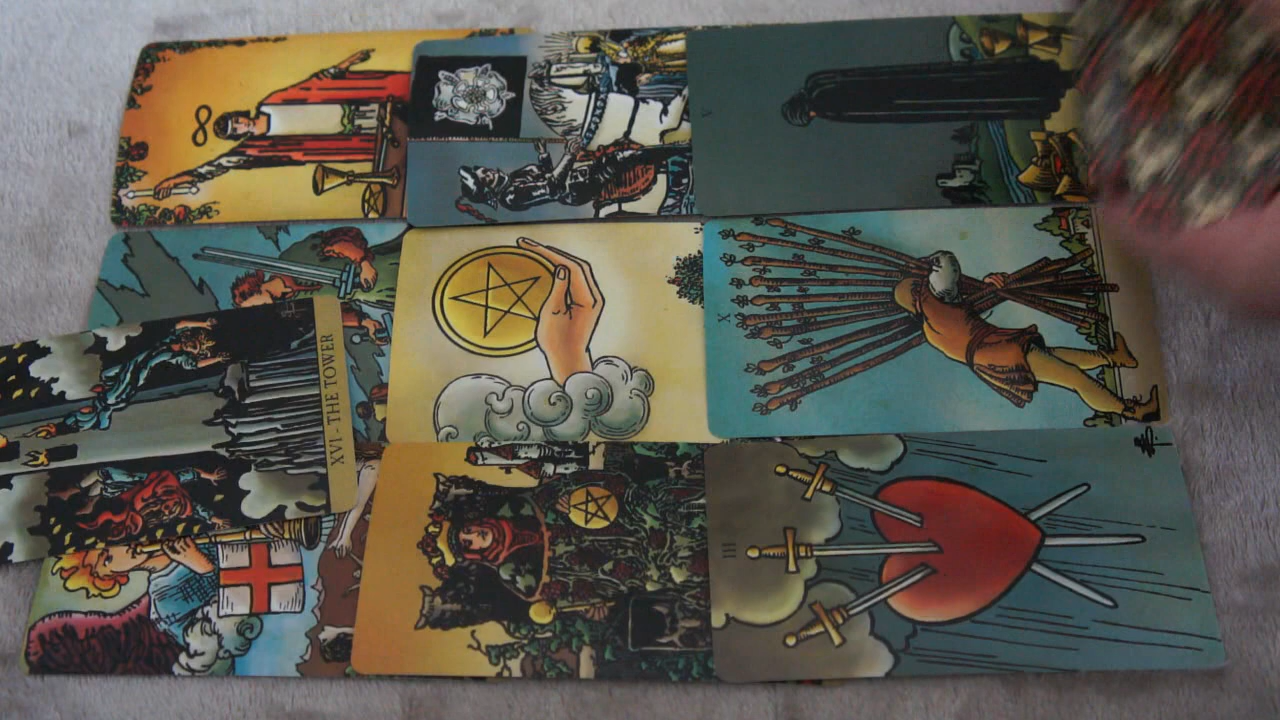 V
X
XVI - THE TOWER
III